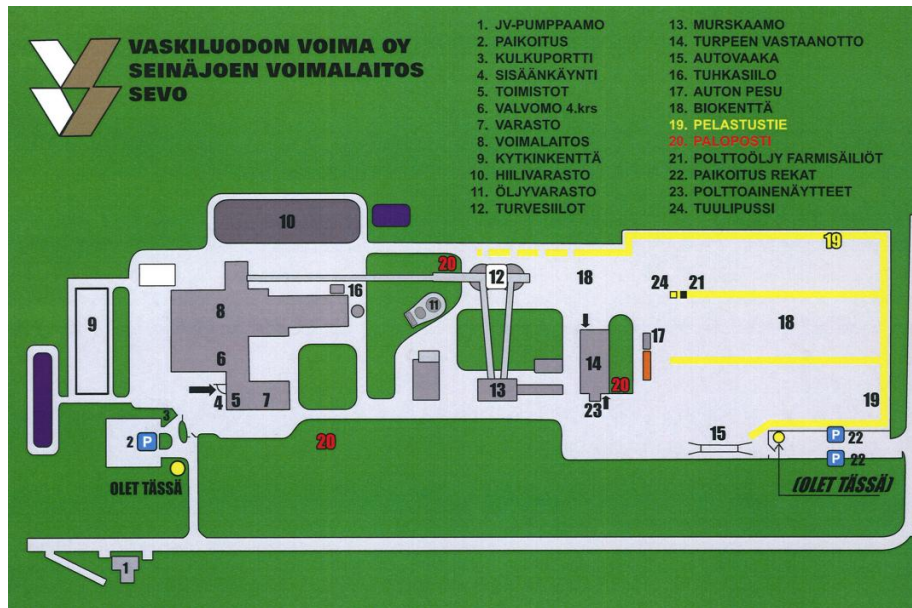 VASKILUODON VOIMA OY
SEINÄJOEN VOIMALAITOS
SEVO
1. JV-PUMPPAAMO
2. PAIKOITUS
3. KULKUPORTTI
4. SISÄÄNKÄYNTI
5. TOIMISTOT
6. VALVOMO 4.krs
7. VARASTO
8. VOIMALAITOS
9. KYTKINKENTTÄ
10. HIILIVARASTO
11. ÖLJYVARASTO
12. TURVESIILOT
13. MURSKAAMO
14. TURPEEN VASTAANOTTO
15. AUTOVAAKA
16. TUHKASIILO
17. AUTON PESU
18. BIOKENTTÄ
19. PELASTUSTIE
20. PALOPOSTI
21. POLTTOÖLJY FARMISÄILIÖT
22. PAIKOITUS REKAT
23. POLTTOAINENÄYTTEET
24. TUULIPUSSI
10
19
20
12
18
24 21
16
11
9
8
18
17
14
6
13
20
19
4 5 7
23
3
2 P
20
15
P 22
P 22
OLET TÄSSÄ
(OLET TÄSSÄ)
1